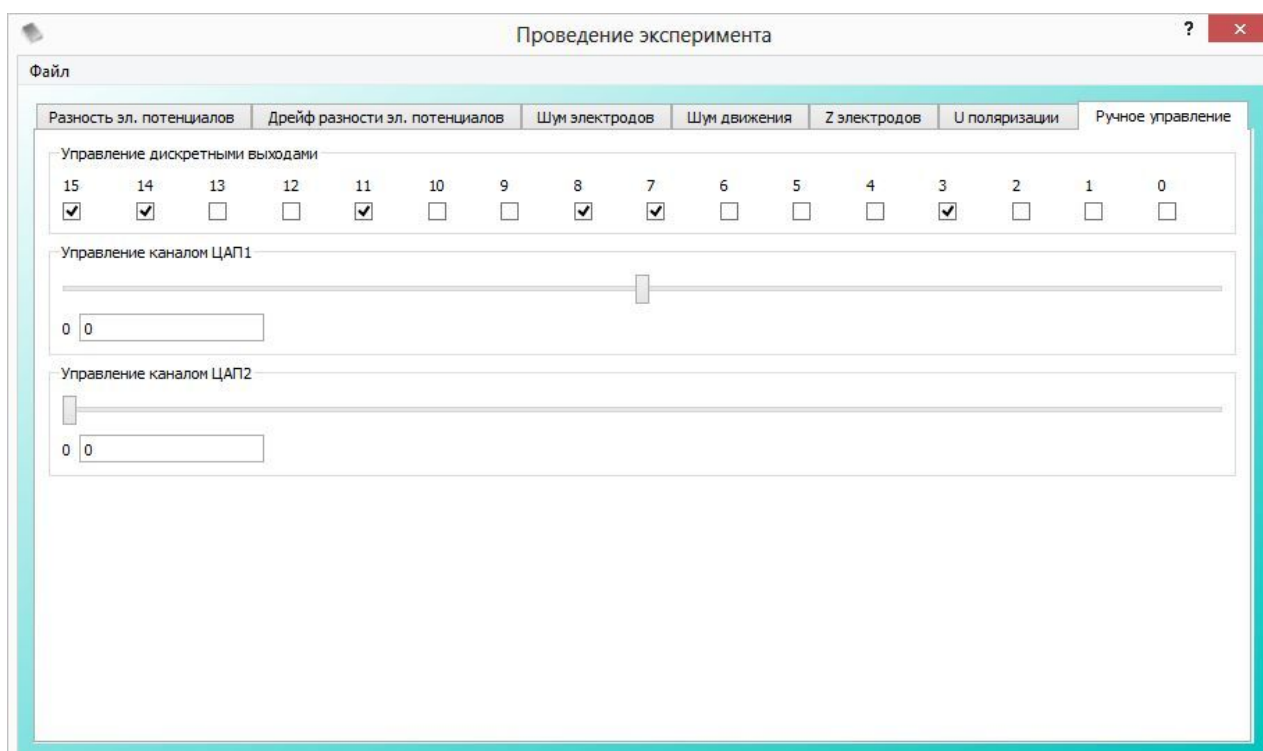 Проведение эксперимента
?
Файл
Разность эл. потенциалов Дрейф разности эл. потенциалов Шум электродов Шум движения Z электродов U поляризации Ручное управление
Управление дискретными выходами
15 14 13 12 11 10 9 8 7 6 5 4 3 2 1 0
Управление каналом ЦАП1
0 0
Управление каналом ЦАП2
0 0